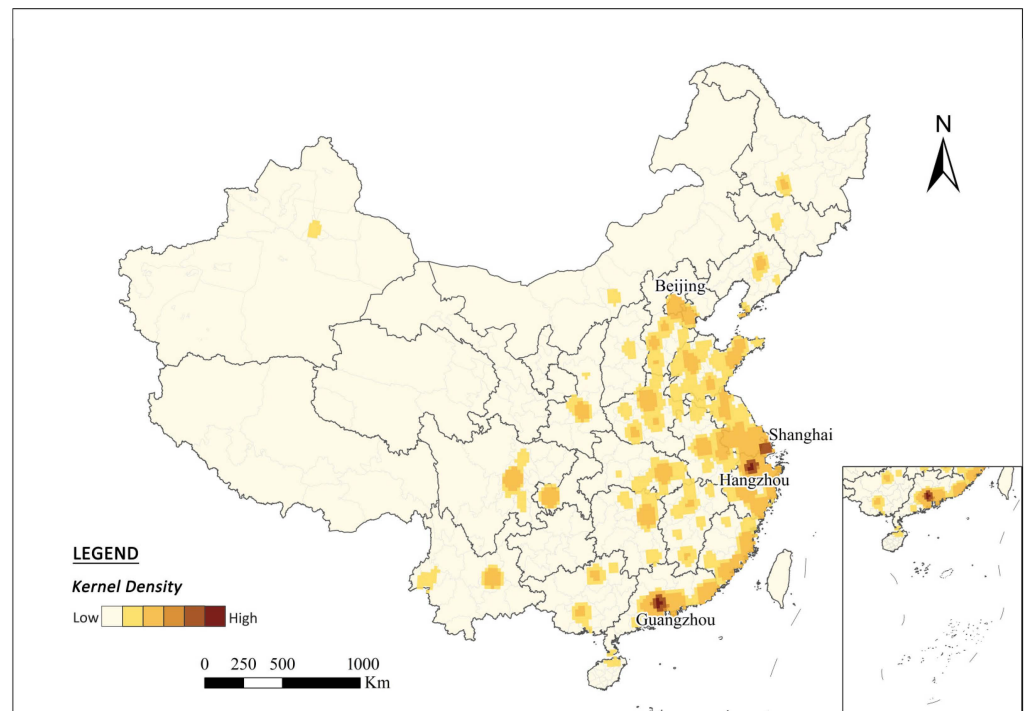 N
Beijing
Shanghai
Hangzhou
Guangzhou
LEGEND
Kernel Density
Low High
0 250 500 1000
Km